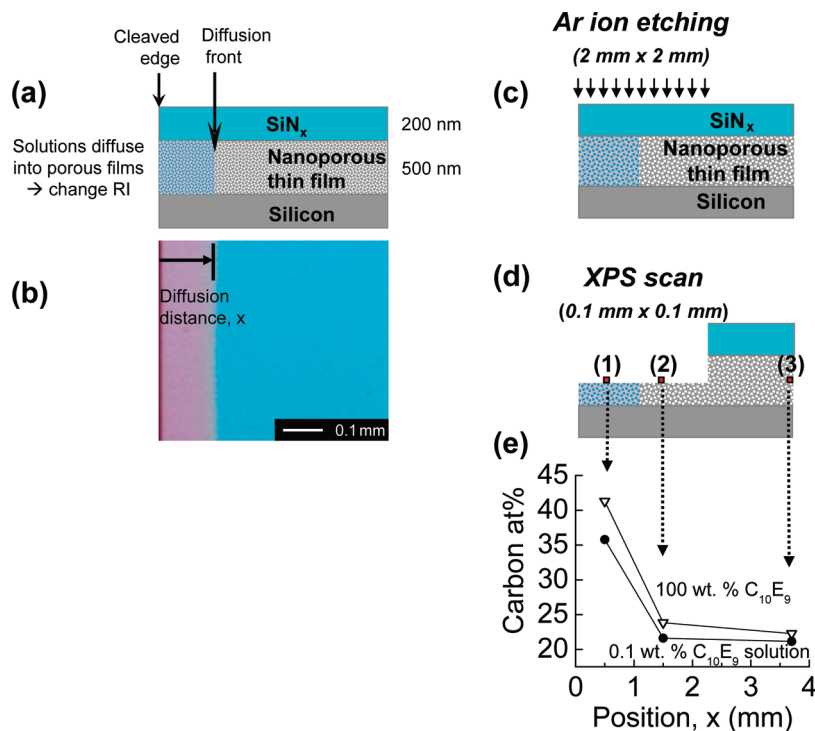 Cleaved edge
Diffusion front
(a)
SiNx
200 nm
Solutions diffuse
into porous films
→ change RI
Nanoporous
thin film
500 nm
Silicon
(b)
Diffusion
distance, x
0.1 mm
Ar ion etching
(2 mm x 2 mm)
(c)
SiNx
Nanoporous
thin film
Silicon
(d)
XPS scan
(0.1 mm x 0.1 mm)
(1)
(2)
(3)
(e)
45
40
35
30
25
20
Carbon at%
100 wt. % C10E9
0.1 wt. % C10E9 solution
0 1 2 3 4
Position, x (mm)